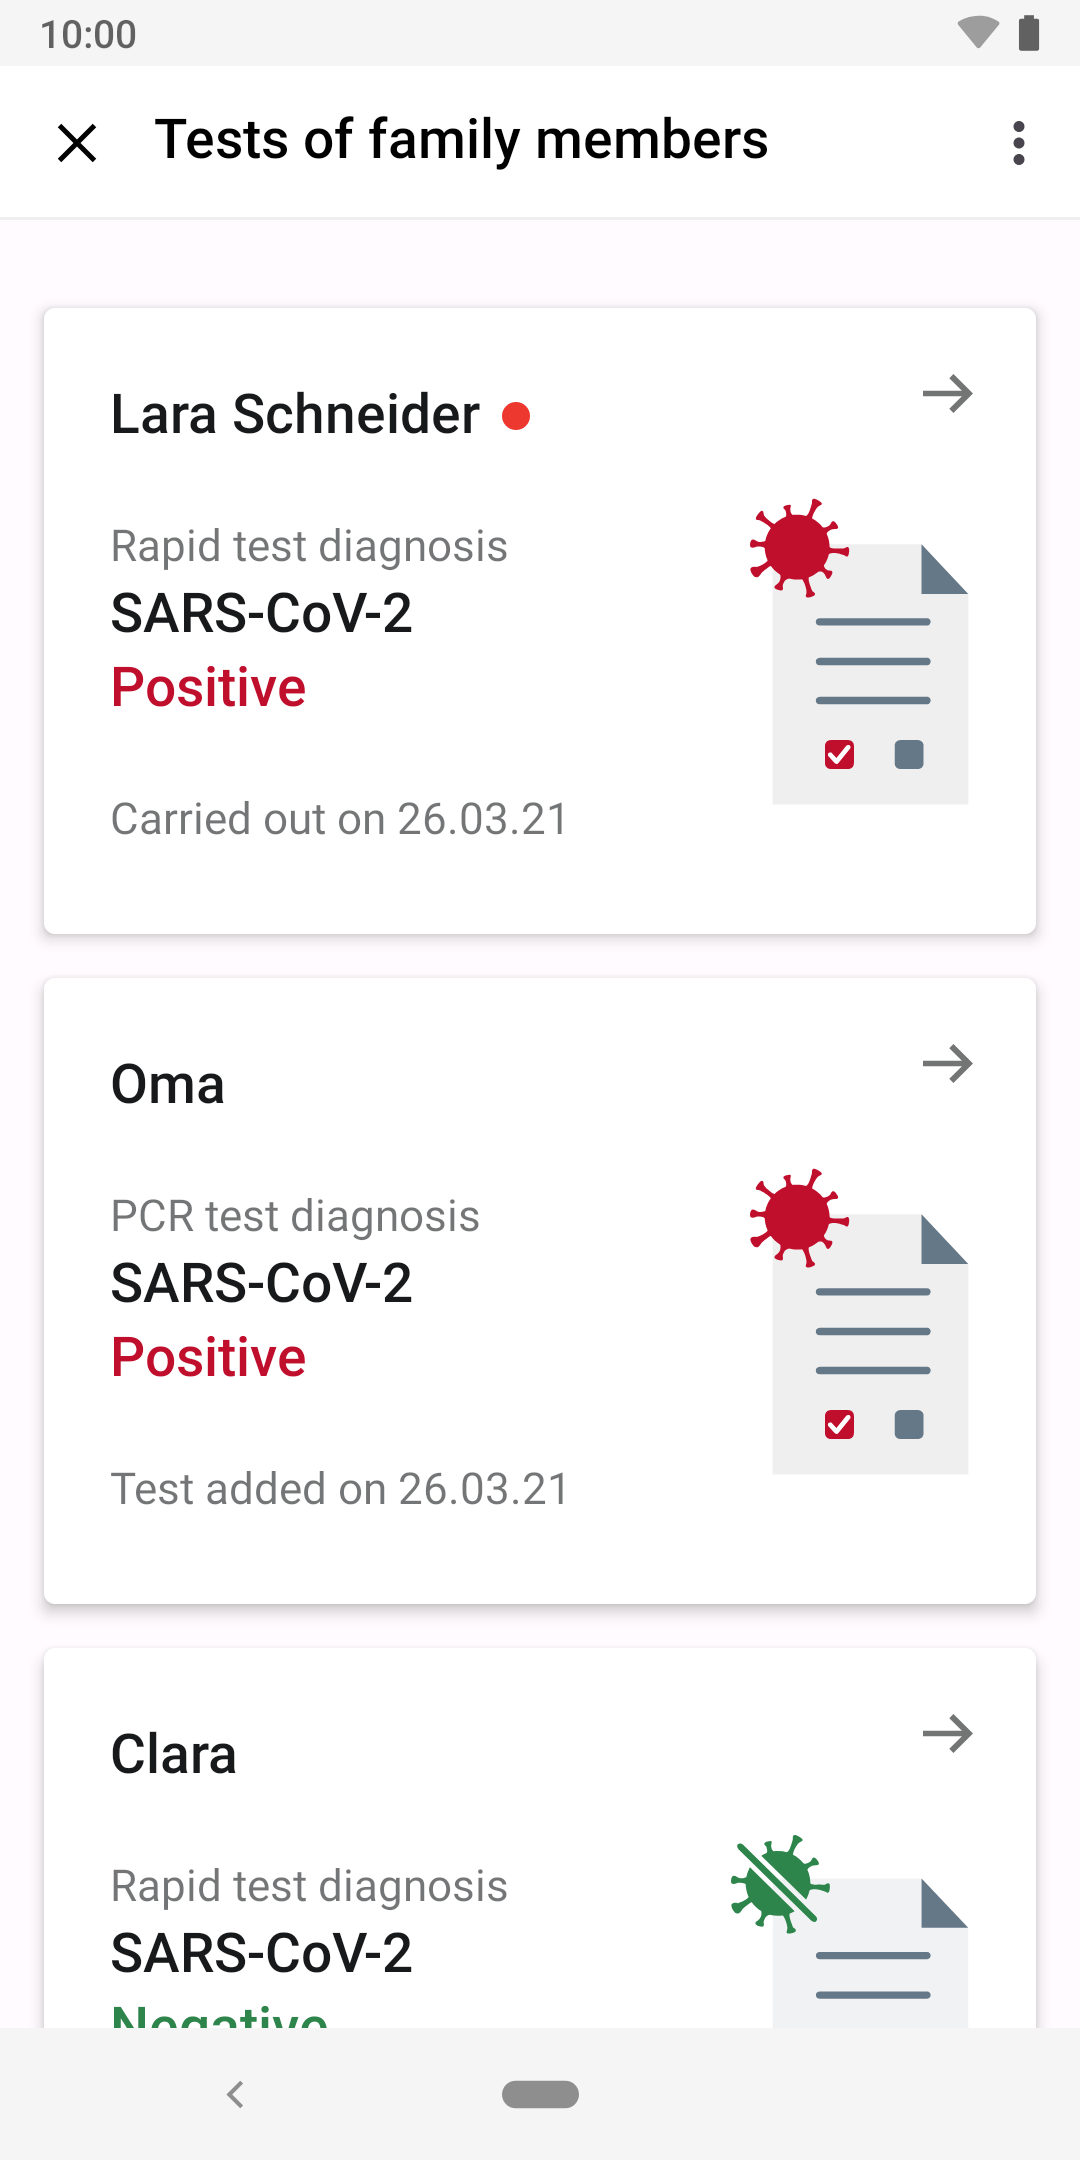 10:00
Tests of family members
Lara Schneider
Rapid test diagnosis
SARS-CoV-2
Positive
Carried out on 26.03.21
Oma
PCR test diagnosis
SARS-CoV-2
Positive
Test added on 26.03.21
Clara
Rapid test diagnosis
SARS-CoV-2
Negative